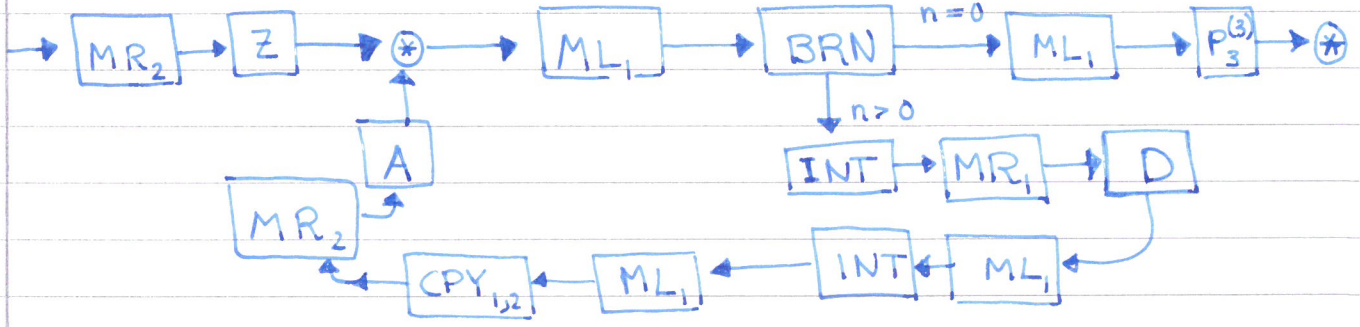 MR₂ Z * ML₁ BRN n=0 ML₁ P₃⁽³⁾ *
n>0
A INT MR₁ D
MR₂ CPY₁,₂ ML₁ INT ML₁